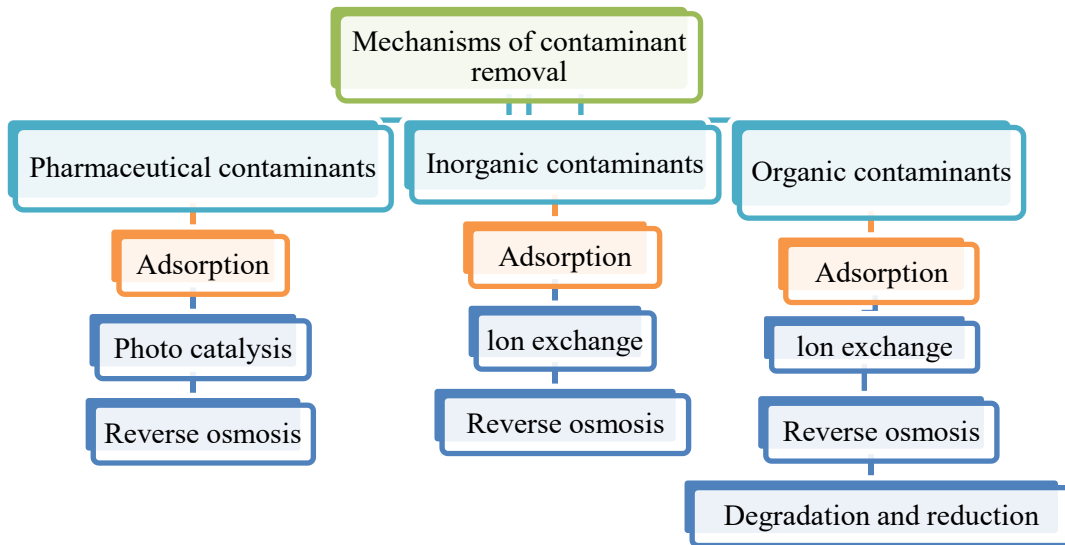 Mechanisms of contaminant
removal
Pharmaceutical contaminants
Adsorption
Photo catalysis
Reverse osmosis
Inorganic contaminants
Adsorption
lon exchange
Reverse osmosis
Organic contaminants
Adsorption
lon exchange
Reverse osmosis
Degradation and reduction